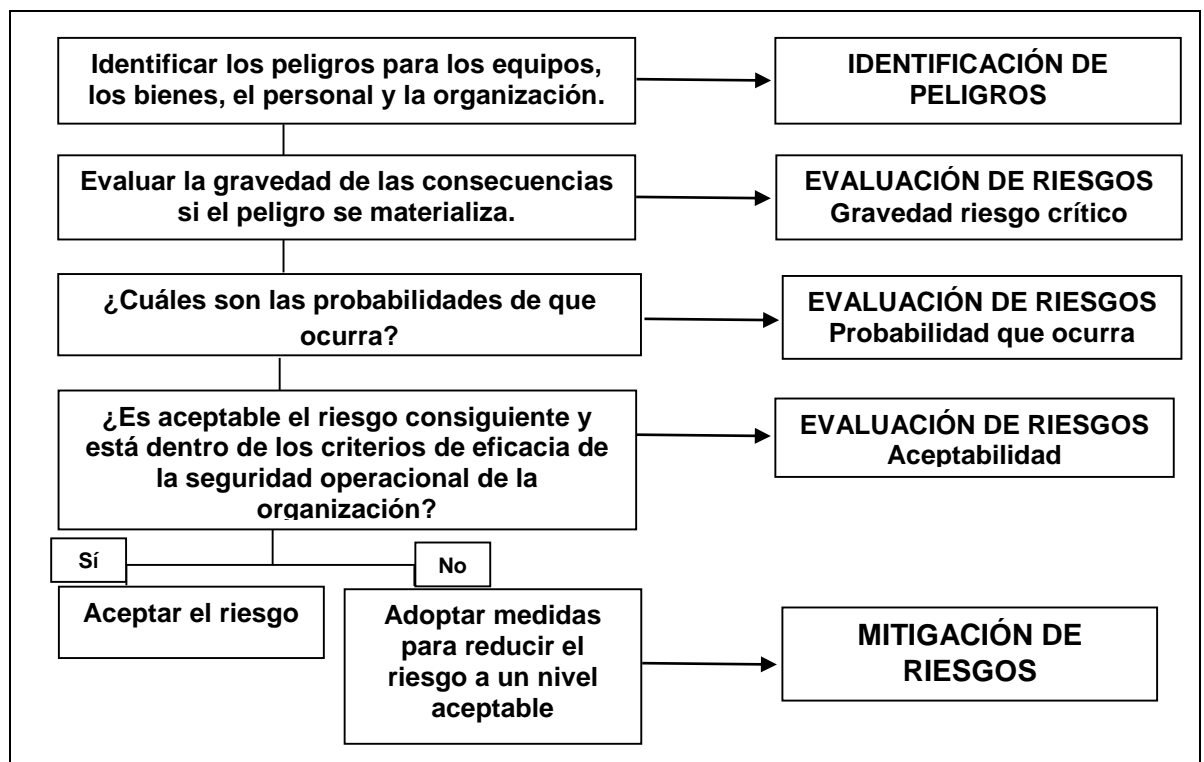 Identificar los peligros para los equipos,
los bienes, el personal y la organización.
IDENTIFICACIÓN DE
PELIGROS
Evaluar la gravedad de las consecuencias
si el peligro se materializa.
EVALUACIÓN DE RIESGOS
Gravedad riesgo crítico
¿Cuáles son las probabilidades de que
ocurra?
EVALUACIÓN DE RIESGOS
Probabilidad que ocurra
¿Es aceptable el riesgo consiguiente y
está dentro de los criterios de eficacia de
la seguridad operacional de la
organización?
EVALUACIÓN DE RIESGOS
Aceptabilidad
Sí
No
Aceptar el riesgo
Adoptar medidas
para reducir el
riesgo a un nivel
aceptable
MITIGACIÓN DE
RIESGOS